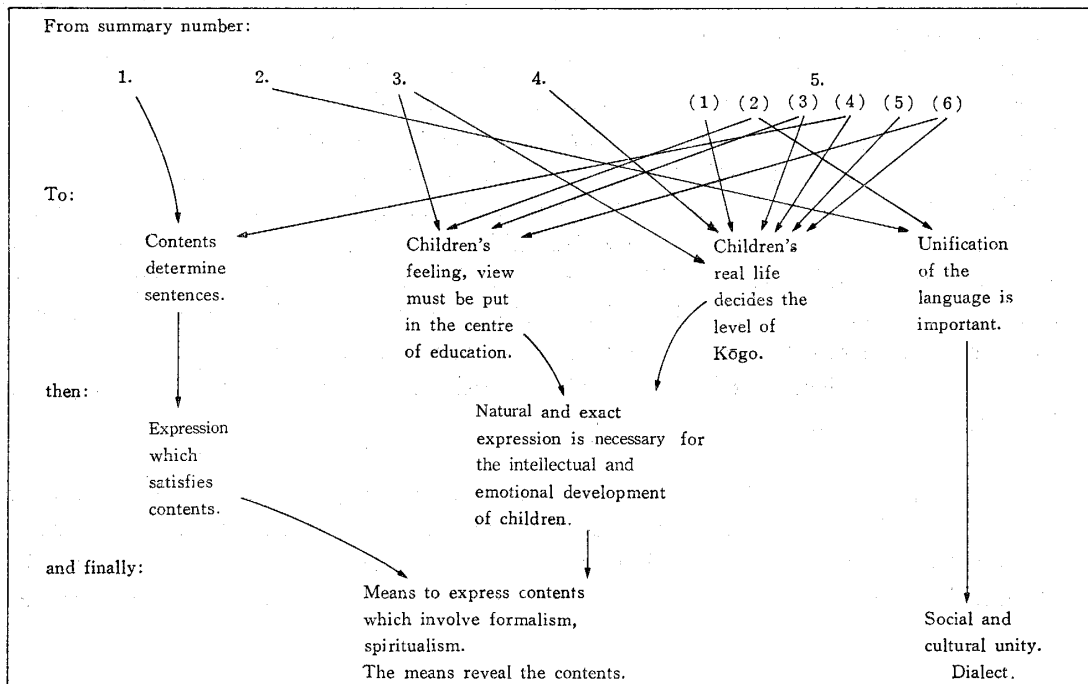 From summary number:
1. 2. 3. 4. 5.
(1) (2) (3) (4) (5) (6)
To:
Contents
determine
sentences.
Children's
feeling, view
must be put
in the centre
of education.
Children's
real life
decides the
level of
Kōgo.
Unification
of the
language is
important.
then:
Expression
which
satisfies
contents.
Natural and exact
expression is necessary for
the intellectual and
emotional development
of children.
and finally:
Means to express contents
which involve formalism,
spiritualism.
The means reveal the contents.
Social and
cultural unity.
Dialect.